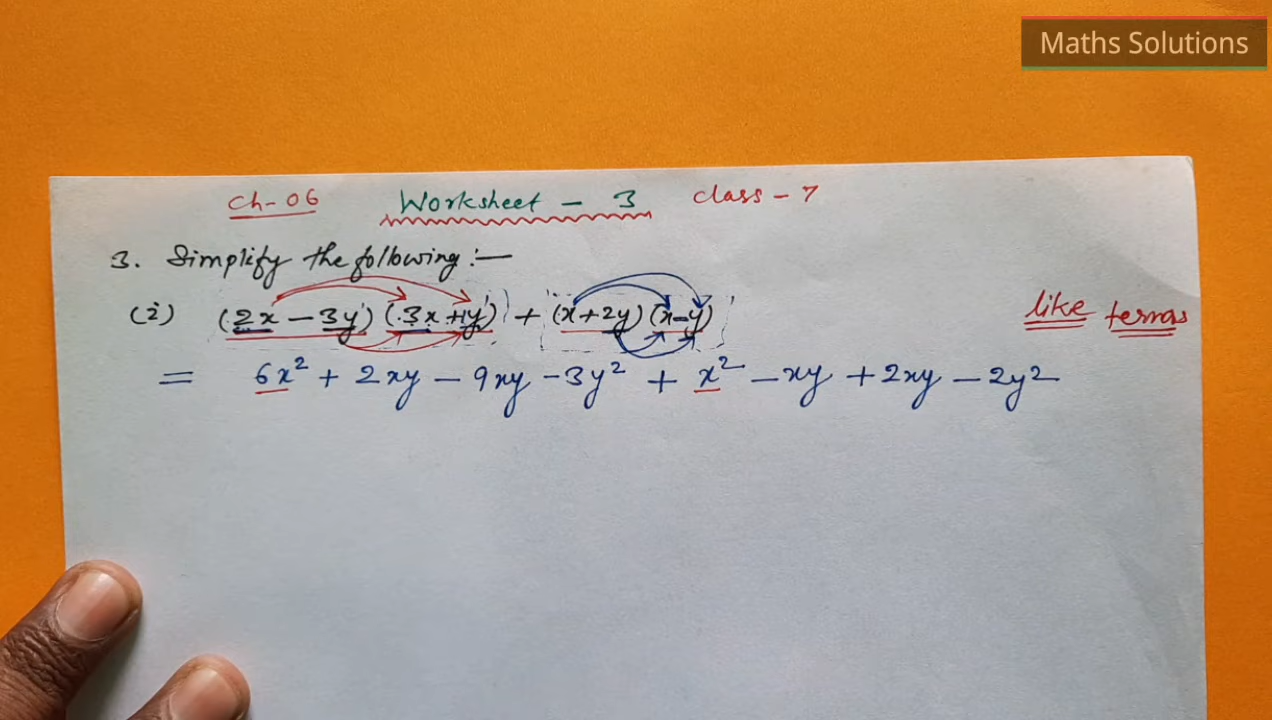 Maths Solutions
Ch-06 Worksheet - 3 class - 7
3. Simplify the following :-
(i) (2x - 3y) (3x + 1y) + (x + 2y) (x - y)
like terms
= 6x² + 2xy - 9xy - 3y² + x² - xy + 2xy - 2y²